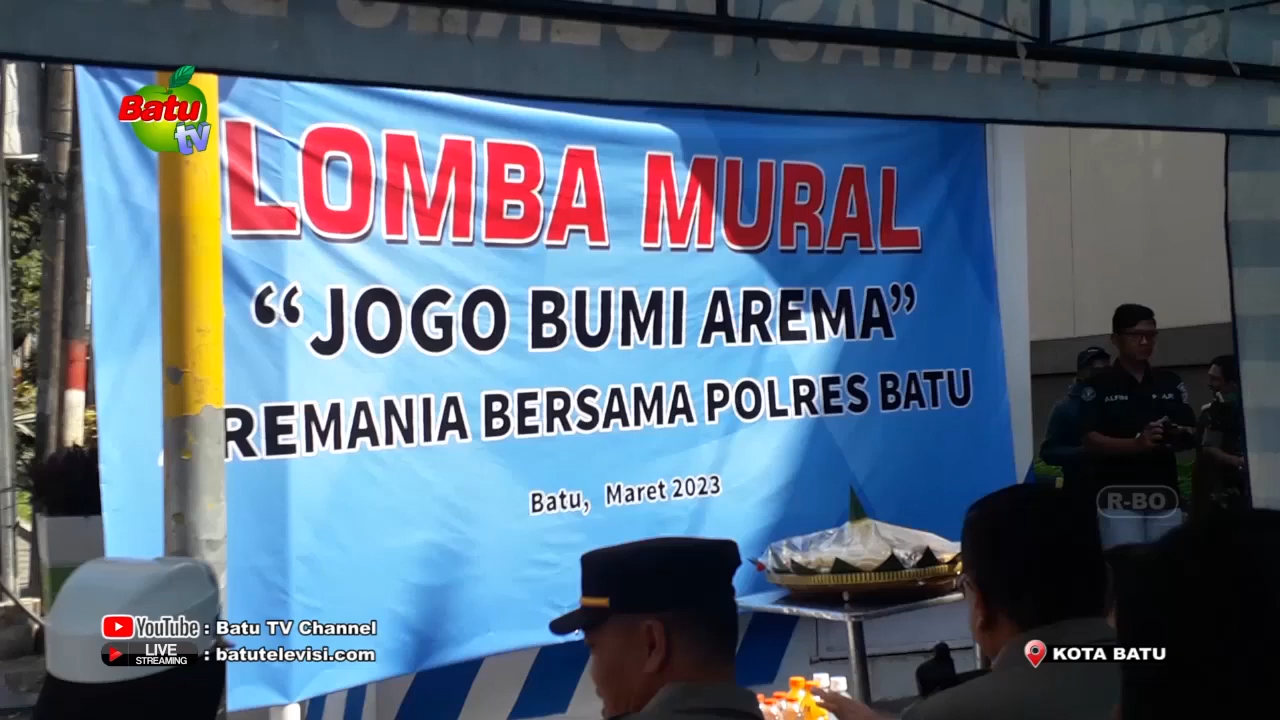 Batu
tv
LOMBA MURAL
“JOGO BUMI AREMA”
REMANIA BERSAMA POLRES BATU
Batu, Maret 2023
ALFIN
R-BO
YouTube : Batu TV Channel
LIVE STREAMING : batutelevisi.com
KOTA BATU